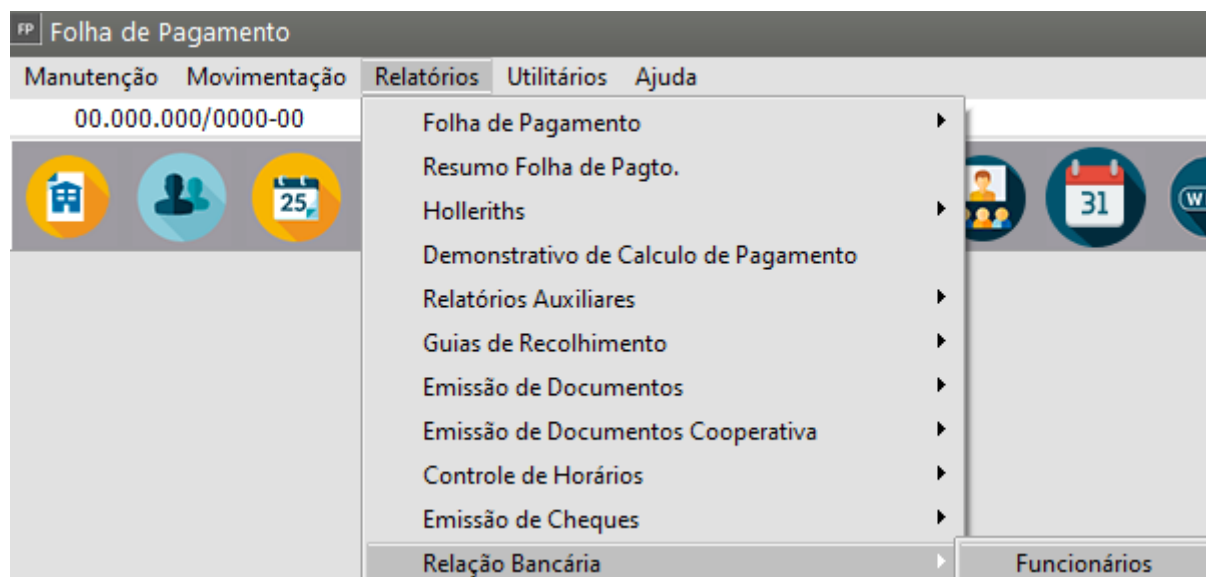 FP Folha de Pagamento
Manutenção Movimentação Relatórios Utilitários Ajuda
00.000.000/0000-00
Folha de Pagamento
Resumo Folha de Pagto.
Holleriths
Demonstrativo de Calculo de Pagamento
Relatórios Auxiliares
Guias de Recolhimento
Emissão de Documentos
Emissão de Documentos Cooperativa
Controle de Horários
Emissão de Cheques
Relação Bancária Funcionários
25
31
W